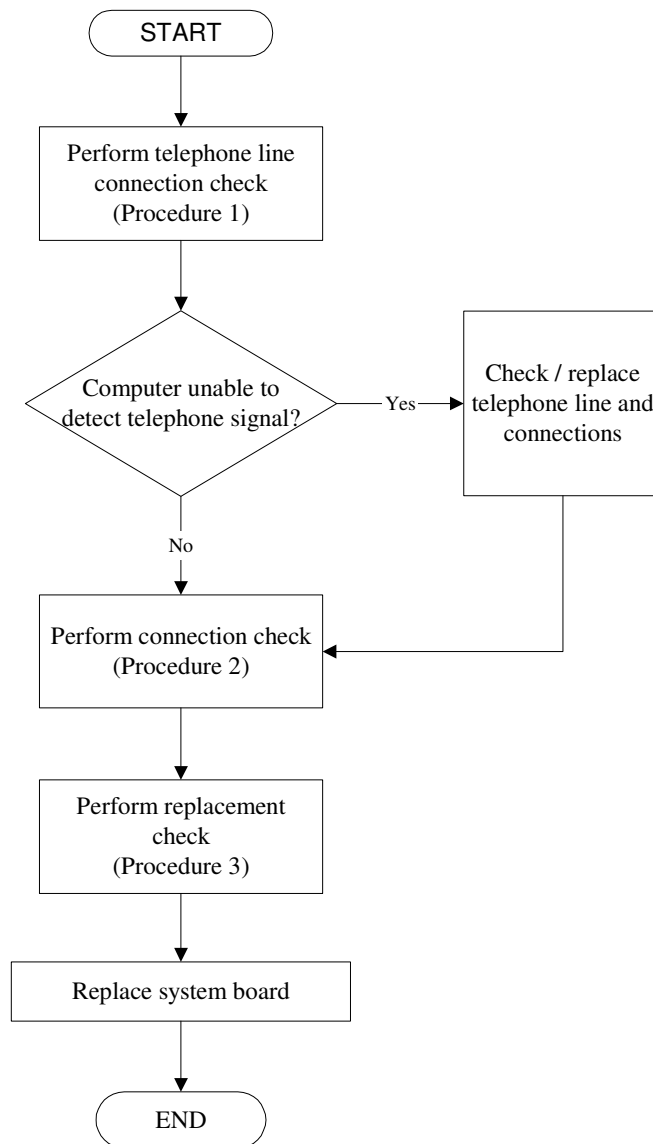 START
Perform telephone line
connection check
(Procedure 1)
Computer unable to
detect telephone signal?
Yes
Check / replace
telephone line and
connections
No
Perform connection check
(Procedure 2)
Perform replacement
check
(Procedure 3)
Replace system board
END